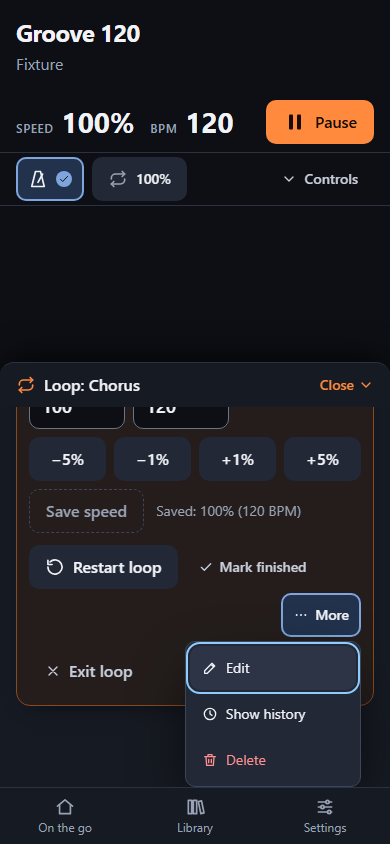 Groove 120
Fixture
SPEED 100% BPM 120 Pause
100% Controls
Loop: Chorus Close
100 120
−5% −1% +1% +5%
Save speed Saved: 100% (120 BPM)
Restart loop Mark finished
More
Edit
Exit loop
Show history
Delete
On the go Library Settings